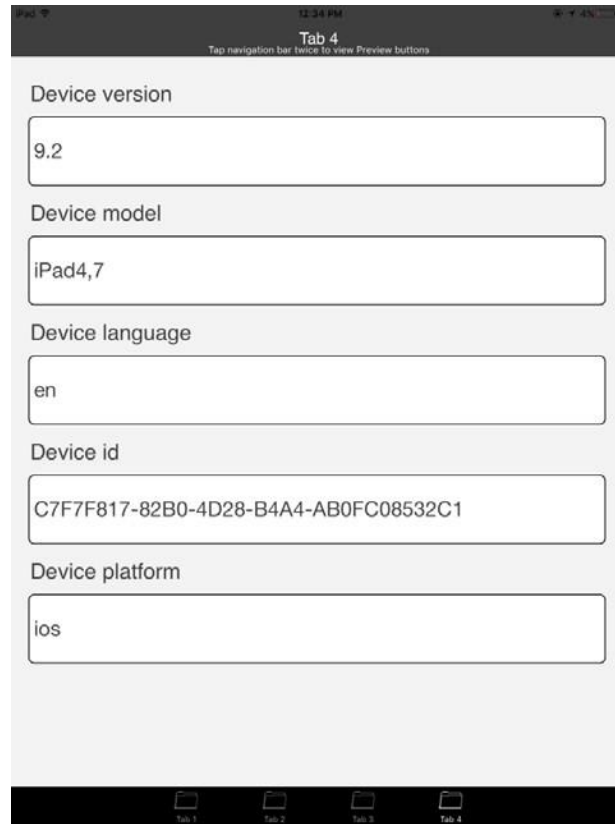 iPad
12:34 PM
4%
Tab 4
Tap navigation bar twice to view Preview buttons
Device version
9.2
Device model
iPad4,7
Device language
en
Device id
C7F7F817-82B0-4D28-B4A4-AB0FC08532C1
Device platform
ios
Tab 1
Tab 2
Tab 3
Tab 4